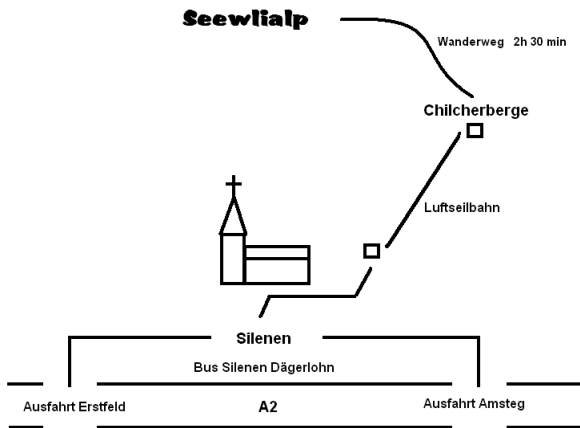 Seewlialp
Wanderweg 2h 30 min
Chilcherberge
Luftseilbahn
Silenen
Bus Silenen Dägerlohn
Ausfahrt Erstfeld
A2
Ausfahrt Amsteg